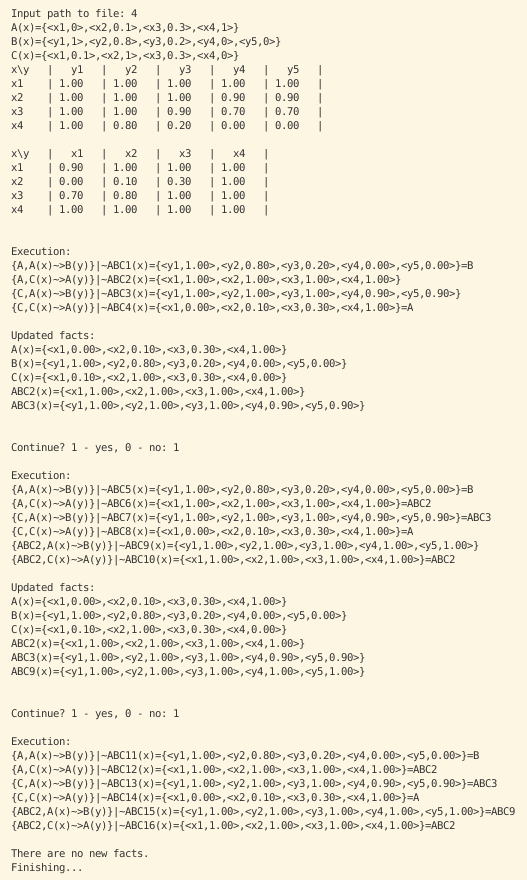 Input path to file: 4
A(x)={<x1,0>,<x2,0.1>,<x3,0.3>,<x4,1>}
B(x)={<y1,1>,<y2,0.8>,<y3,0.2>,<y4,0>,<y5,0>}
C(x)={<x1,0.1>,<x2,1>,<x3,0.3>,<x4,0>}
x\y | y1 | y2 | y3 | y4 | y5 |
x1 | 1.00 | 1.00 | 1.00 | 1.00 | 1.00 |
x2 | 1.00 | 1.00 | 1.00 | 0.90 | 0.90 |
x3 | 1.00 | 1.00 | 0.90 | 0.70 | 0.70 |
x4 | 1.00 | 0.80 | 0.20 | 0.00 | 0.00 |
x\y | x1 | x2 | x3 | x4 |
x1 | 0.90 | 1.00 | 1.00 | 1.00 |
x2 | 0.00 | 0.10 | 0.30 | 1.00 |
x3 | 0.70 | 0.80 | 1.00 | 1.00 |
x4 | 1.00 | 1.00 | 1.00 | 1.00 |
Execution:
{A,A(x)~>B(y)}|~ABC1(x)={<y1,1.00>,<y2,0.80>,<y3,0.20>,<y4,0.00>,<y5,0.00>}=B
{A,C(x)~>A(y)}|~ABC2(x)={<x1,1.00>,<x2,1.00>,<x3,1.00>,<x4,1.00>}
{C,A(x)~>B(y)}|~ABC3(x)={<y1,1.00>,<y2,1.00>,<y3,1.00>,<y4,0.90>,<y5,0.90>}
{C,C(x)~>A(y)}|~ABC4(x)={<x1,0.00>,<x2,0.10>,<x3,0.30>,<x4,1.00>}=A
Updated facts:
A(x)={<x1,0.00>,<x2,0.10>,<x3,0.30>,<x4,1.00>}
B(x)={<y1,1.00>,<y2,0.80>,<y3,0.20>,<y4,0.00>,<y5,0.00>}
C(x)={<x1,0.10>,<x2,1.00>,<x3,0.30>,<x4,0.00>}
ABC2(x)={<x1,1.00>,<x2,1.00>,<x3,1.00>,<x4,1.00>}
ABC3(x)={<y1,1.00>,<y2,1.00>,<y3,1.00>,<y4,0.90>,<y5,0.90>}
Continue? 1 - yes, 0 - no: 1
Execution:
{A,A(x)~>B(y)}|~ABC5(x)={<y1,1.00>,<y2,0.80>,<y3,0.20>,<y4,0.00>,<y5,0.00>}=B
{A,C(x)~>A(y)}|~ABC6(x)={<x1,1.00>,<x2,1.00>,<x3,1.00>,<x4,1.00>}=ABC2
{C,A(x)~>B(y)}|~ABC7(x)={<y1,1.00>,<y2,1.00>,<y3,1.00>,<y4,0.90>,<y5,0.90>}=ABC3
{C,C(x)~>A(y)}|~ABC8(x)={<x1,0.00>,<x2,0.10>,<x3,0.30>,<x4,1.00>}=A
{ABC2,A(x)~>B(y)}|~ABC9(x)={<y1,1.00>,<y2,1.00>,<y3,1.00>,<y4,1.00>,<y5,1.00>}
{ABC2,C(x)~>A(y)}|~ABC10(x)={<x1,1.00>,<x2,1.00>,<x3,1.00>,<x4,1.00>}=ABC2
Updated facts:
A(x)={<x1,0.00>,<x2,0.10>,<x3,0.30>,<x4,1.00>}
B(x)={<y1,1.00>,<y2,0.80>,<y3,0.20>,<y4,0.00>,<y5,0.00>}
C(x)={<x1,0.10>,<x2,1.00>,<x3,0.30>,<x4,0.00>}
ABC2(x)={<x1,1.00>,<x2,1.00>,<x3,1.00>,<x4,1.00>}
ABC3(x)={<y1,1.00>,<y2,1.00>,<y3,1.00>,<y4,0.90>,<y5,0.90>}
ABC9(x)={<y1,1.00>,<y2,1.00>,<y3,1.00>,<y4,1.00>,<y5,1.00>}
Continue? 1 - yes, 0 - no: 1
Execution:
{A,A(x)~>B(y)}|~ABC11(x)={<y1,1.00>,<y2,0.80>,<y3,0.20>,<y4,0.00>,<y5,0.00>}=B
{A,C(x)~>A(y)}|~ABC12(x)={<x1,1.00>,<x2,1.00>,<x3,1.00>,<x4,1.00>}=ABC2
{C,A(x)~>B(y)}|~ABC13(x)={<y1,1.00>,<y2,1.00>,<y3,1.00>,<y4,0.90>,<y5,0.90>}=ABC3
{C,C(x)~>A(y)}|~ABC14(x)={<x1,0.00>,<x2,0.10>,<x3,0.30>,<x4,1.00>}=A
{ABC2,A(x)~>B(y)}|~ABC15(x)={<y1,1.00>,<y2,1.00>,<y3,1.00>,<y4,1.00>,<y5,1.00>}=ABC9
{ABC2,C(x)~>A(y)}|~ABC16(x)={<x1,1.00>,<x2,1.00>,<x3,1.00>,<x4,1.00>}=ABC2
There are no new facts.
Finishing...